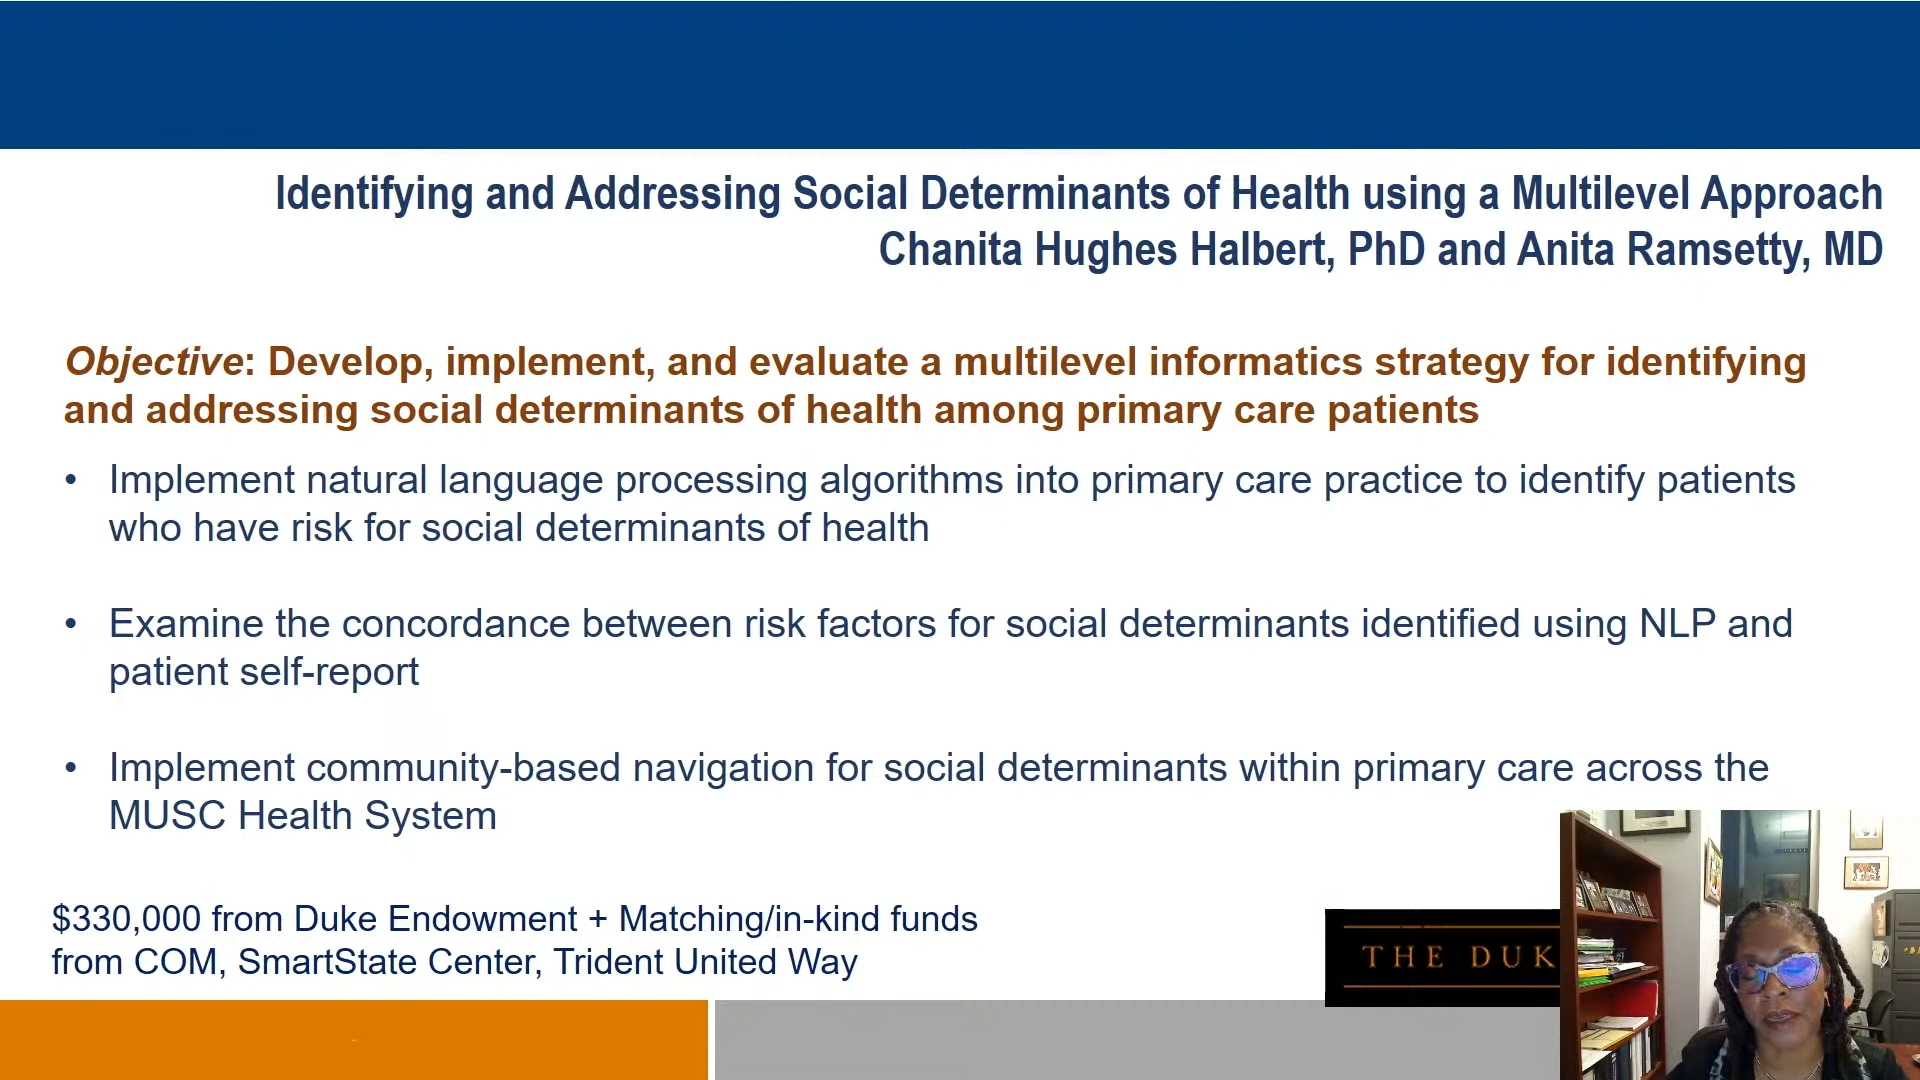 Identifying and Addressing Social Determinants of Health using a Multilevel Approach
Chanita Hughes Halbert, PhD and Anita Ramsetty, MD
Objective: Develop, implement, and evaluate a multilevel informatics strategy for identifying
and addressing social determinants of health among primary care patients
• Implement natural language processing algorithms into primary care practice to identify patients
who have risk for social determinants of health
• Examine the concordance between risk factors for social determinants identified using NLP and
patient self-report
• Implement community-based navigation for social determinants within primary care across the
MUSC Health System
$330,000 from Duke Endowment + Matching/in-kind funds
from COM, SmartState Center, Trident United Way
THE DUK